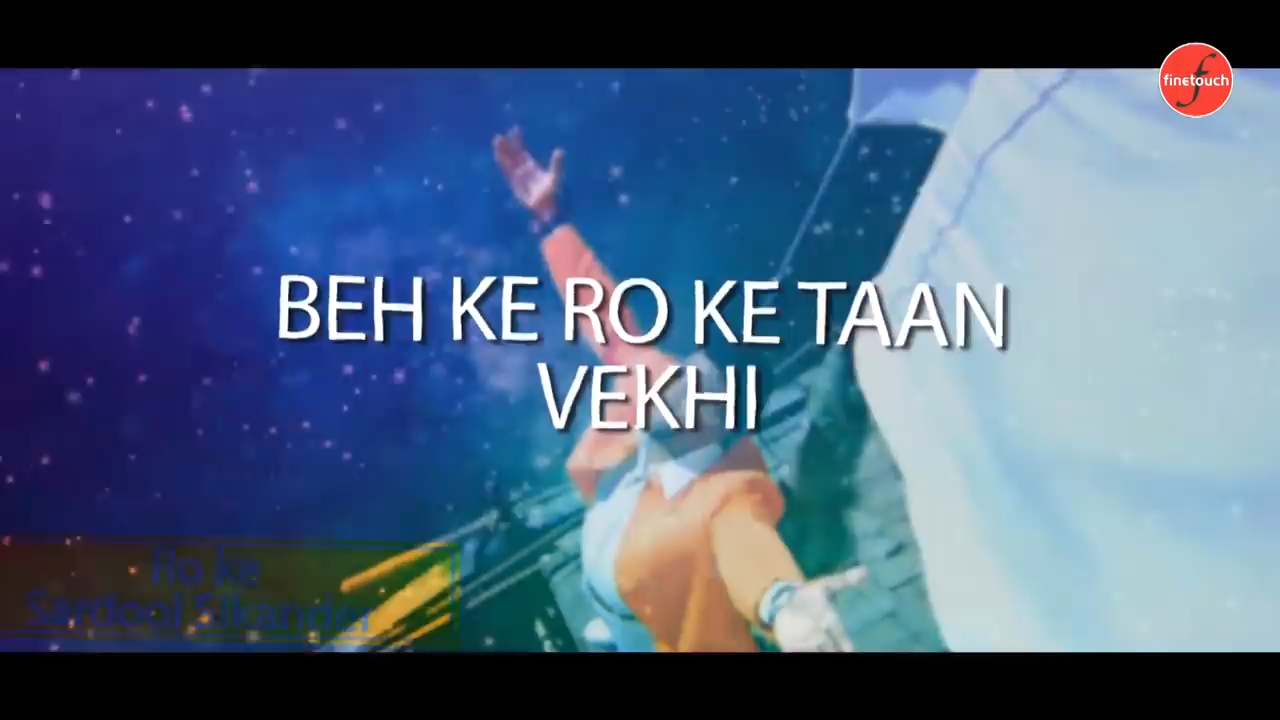 finetouch
BEH KE RO KE TAAN
VEKHI
Ro ke
Sardool Sikander